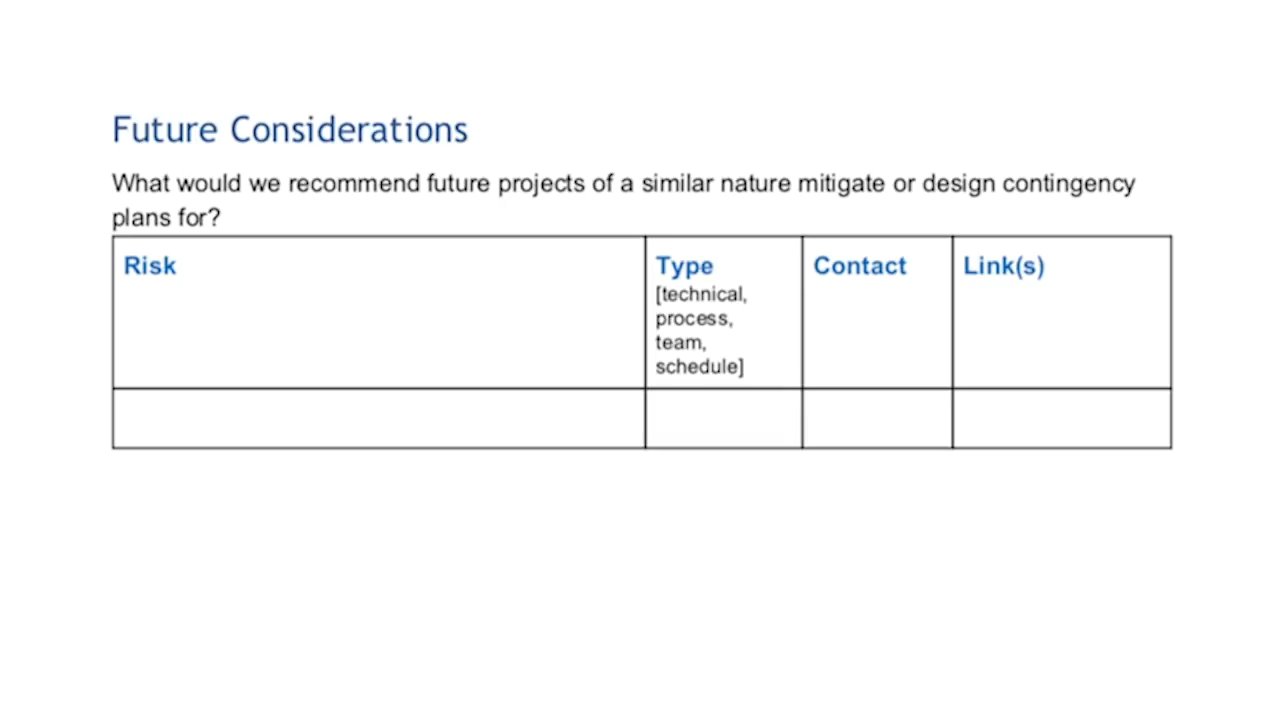 Future Considerations
What would we recommend future projects of a similar nature mitigate or design contingency
plans for?
Risk
Type
[technical,
process,
team,
schedule]
Contact
Link(s)